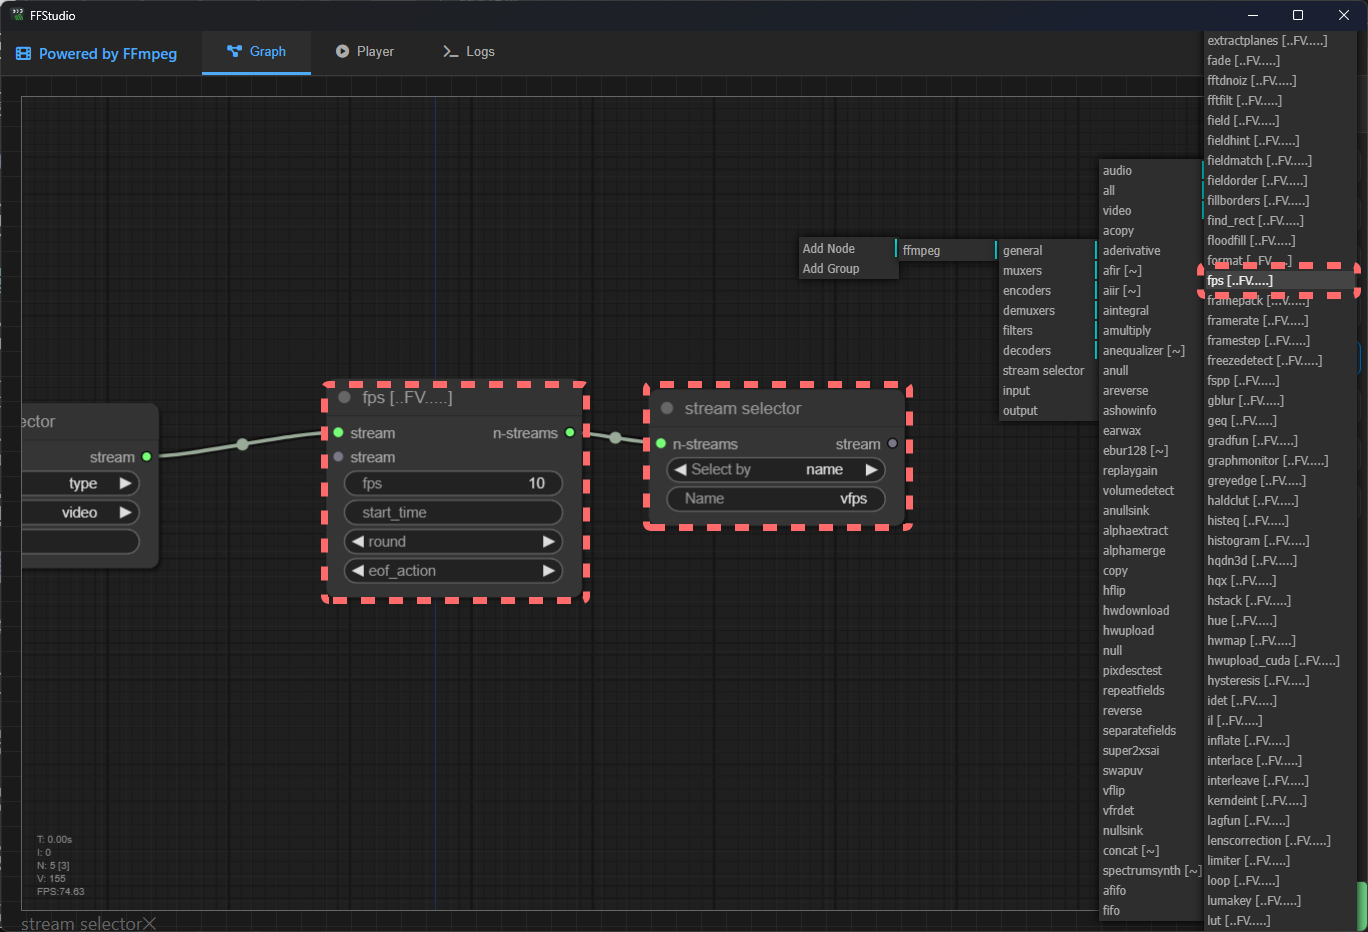 FFStudio
Powered by FFmpeg
Graph
Player
Logs
Add Node
Add Group
ffmpeg
general
muxers
encoders
demuxers
filters
decoders
stream selector
input
output
audio
all
video
acopy
aderivative
afir [~]
aiir [~]
aintegral
amultiply
anequalizer [~]
anull
areverse
ashowinfo
earwax
ebur128 [~]
replaygain
volumedetect
anullsink
alphaextract
alphamerge
copy
hflip
hwdownload
hwupload
null
pixdesctest
repeatfields
reverse
separatefields
super2xsai
swapuv
vflip
vfrdet
nullsink
concat [~]
spectrumsynth [~]
afifo
fifo
extractplanes [..FV.....]
fade [..FV.....]
fftdnoiz [..FV.....]
fftfilt [..FV.....]
field [..FV.....]
fieldhint [..FV.....]
fieldmatch [..FV.....]
fieldorder [..FV.....]
fillborders [..FV.....]
find_rect [..FV.....]
floodfill [..FV.....]
format [..FV.....]
fps [..FV.....]
framepack [..FV.....]
framerate [..FV.....]
framestep [..FV.....]
freezedetect [..FV.....]
fspp [..FV.....]
gblur [..FV.....]
geq [..FV.....]
gradfun [..FV.....]
graphmonitor [..FV.....]
greyedge [..FV.....]
haldclut [..FV.....]
histeq [..FV.....]
histogram [..FV.....]
hqdn3d [..FV.....]
hqx [..FV.....]
hstack [..FV.....]
hue [..FV.....]
hwmap [..FV.....]
hwupload_cuda [..FV.....]
hysteresis [..FV.....]
idet [..FV.....]
il [..FV.....]
inflate [..FV.....]
interlace [..FV.....]
interleave [..FV.....]
kerndeint [..FV.....]
lagfun [..FV.....]
lenscorrection [..FV.....]
limiter [..FV.....]
loop [..FV.....]
lumakey [..FV.....]
lut [..FV.....]
ector
stream
◀ type ▶
video ▶
fps [..FV.....]
stream n-streams
stream
fps 10
start_time
◀ round ▶
◀ eof_action ▶
stream selector
n-streams stream
◀ Select by name ▶
Name vfps
T: 0.00s
I: 0
N: 5 [3]
V: 155
FPS:74.63
stream selector